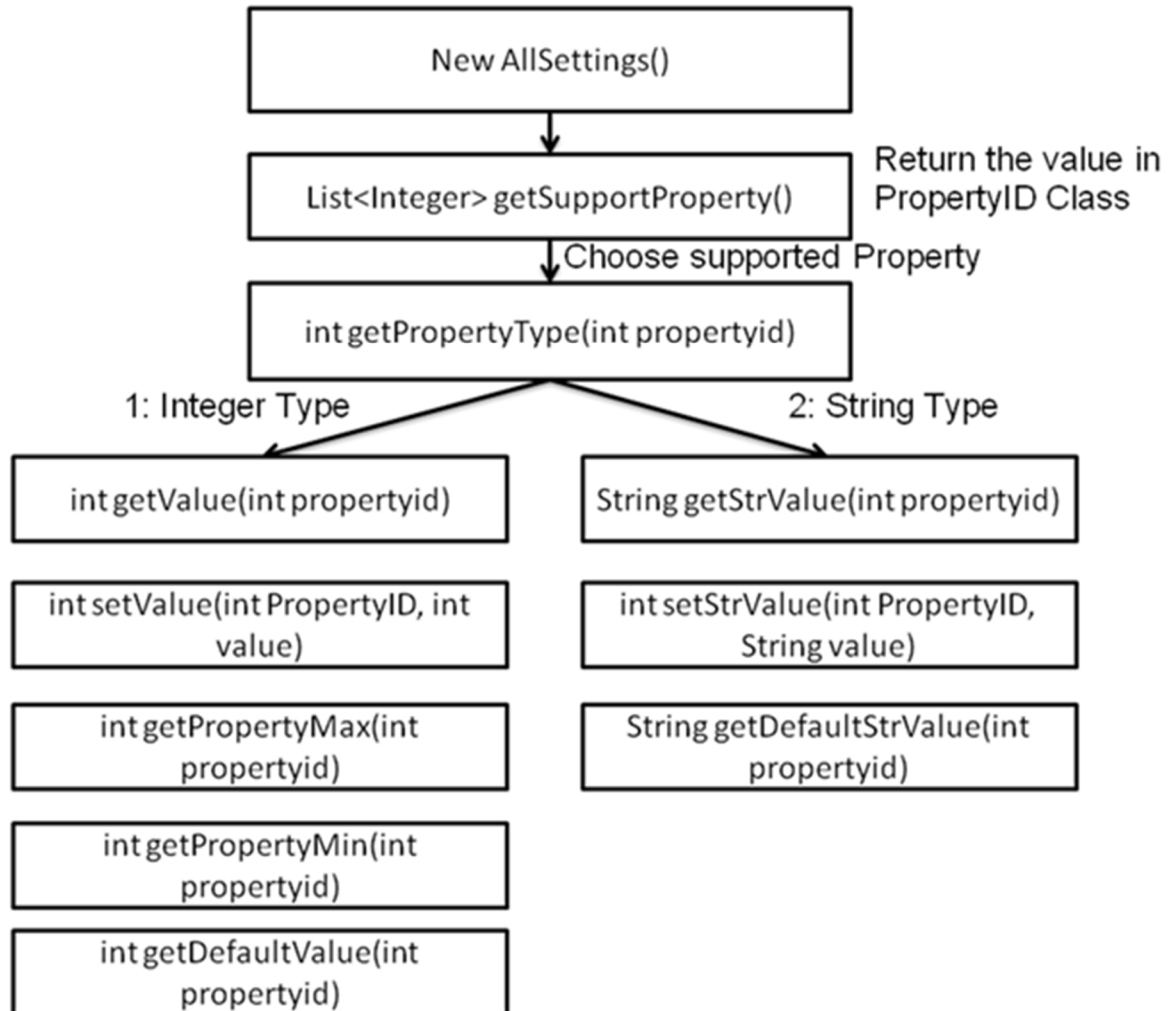 New AllSettings()
List<Integer> getSupportProperty()
Return the value in
PropertyID Class
Choose supported Property
int getPropertyType(int propertyid)
1: Integer Type
2: String Type
int getValue(int propertyid)
String getStrValue(int propertyid)
int setValue(int PropertyID, int
value)
int setStrValue(int PropertyID,
String value)
int getPropertyMax(int
propertyid)
String getDefaultStrValue(int
propertyid)
int getPropertyMin(int
propertyid)
int getDefaultValue(int
propertyid)